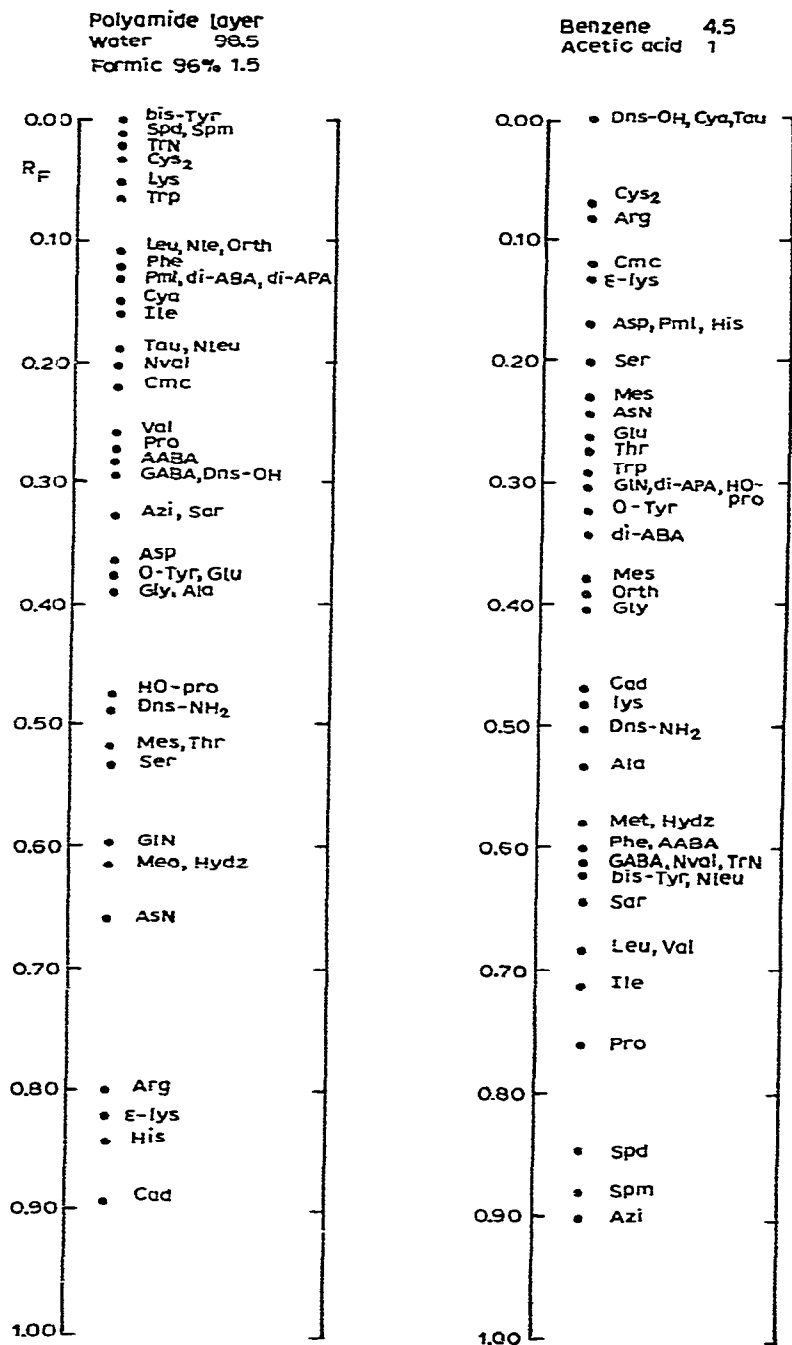 Polyamide layer
Water 98.5
Formic 96% 1.5
0.00
bis-Tyr
Spd, Spm
TrN
Cys2
RF
Lys
Trp
0.10
Leu, Nle, Orth
Phe
Pml, di-ABA, di-APA
Cya
Ile
Tau, Nleu
0.20
Nval
Cmc
Val
Pro
AABA
0.30
GABA, Dns-OH
Azi, Sar
Asp
O-Tyr, Glu
Gly, Ala
0.40
HO-pro
Dns-NH2
0.50
Mes, Thr
Ser
GlN
0.60
Meo, Hydz
AsN
0.70
0.80
Arg
ε-lys
His
Cad
0.90
1.00
Benzene 4.5
Acetic acid 1
0.00
Dns-OH, Cya, Tau
Cys2
Arg
0.10
Cmc
ε-lys
Asp, Pml, His
0.20
Ser
Mes
AsN
Glu
Thr
Trp
0.30
GlN, di-APA, HO-
pro
O-Tyr
di-ABA
Mes
Orth
0.40
Gly
Cad
lys
0.50
Dns-NH2
Ala
Met, Hydz
0.60
Phe, AABA
GABA, Nval, TrN
bis-Tyr, Nleu
Sar
Leu, Val
0.70
Ile
Pro
0.80
Spd
Spm
0.90
Azi
1.00